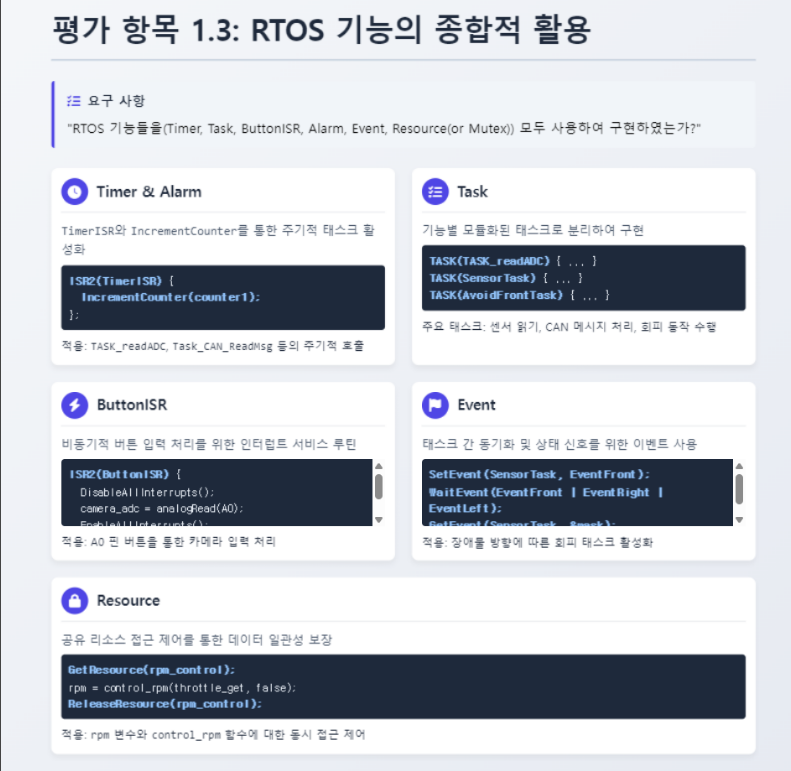 평가 항목 1.3: RTOS 기능의 종합적 활용
요구 사항
"RTOS 기능들을(Timer, Task, ButtonISR, Alarm, Event, Resource(or Mutex)) 모두 사용하여 구현하였는가?"
Timer & Alarm
TimerISR와 IncrementCounter를 통한 주기적 태스크 활
성화
ISR2(TimerISR) {
IncrementCounter(counter1);
};
적용: TASK_readADC, Task_CAN_ReadMsg 등의 주기적 호출
Task
기능별 모듈화된 태스크로 분리하여 구현
TASK(TASK_readADC) { ... }
TASK(SensorTask) { ... }
TASK(AvoidFrontTask) { ... }
주요 태스크: 센서 읽기, CAN 메시지 처리, 회피 동작 수행
ButtonISR
비동기적 버튼 입력 처리를 위한 인터럽트 서비스 루틴
ISR2(ButtonISR) {
DisableAllInterrupts();
camera_adc = analogRead(A0);
EnableAllInterrupts();
적용: A0 핀 버튼을 통한 카메라 입력 처리
Event
태스크 간 동기화 및 상태 신호를 위한 이벤트 사용
SetEvent(SensorTask, EventFront);
WaitEvent(EventFront | EventRight |
EventLeft);
GetEvent(SensorTask, &mask);
적용: 장애물 방향에 따른 회피 태스크 활성화
Resource
공유 리소스 접근 제어를 통한 데이터 일관성 보장
GetResource(rpm_control);
rpm = control_rpm(throttle_get, false);
ReleaseResource(rpm_control);
적용: rpm 변수와 control_rpm 함수에 대한 동시 접근 제어